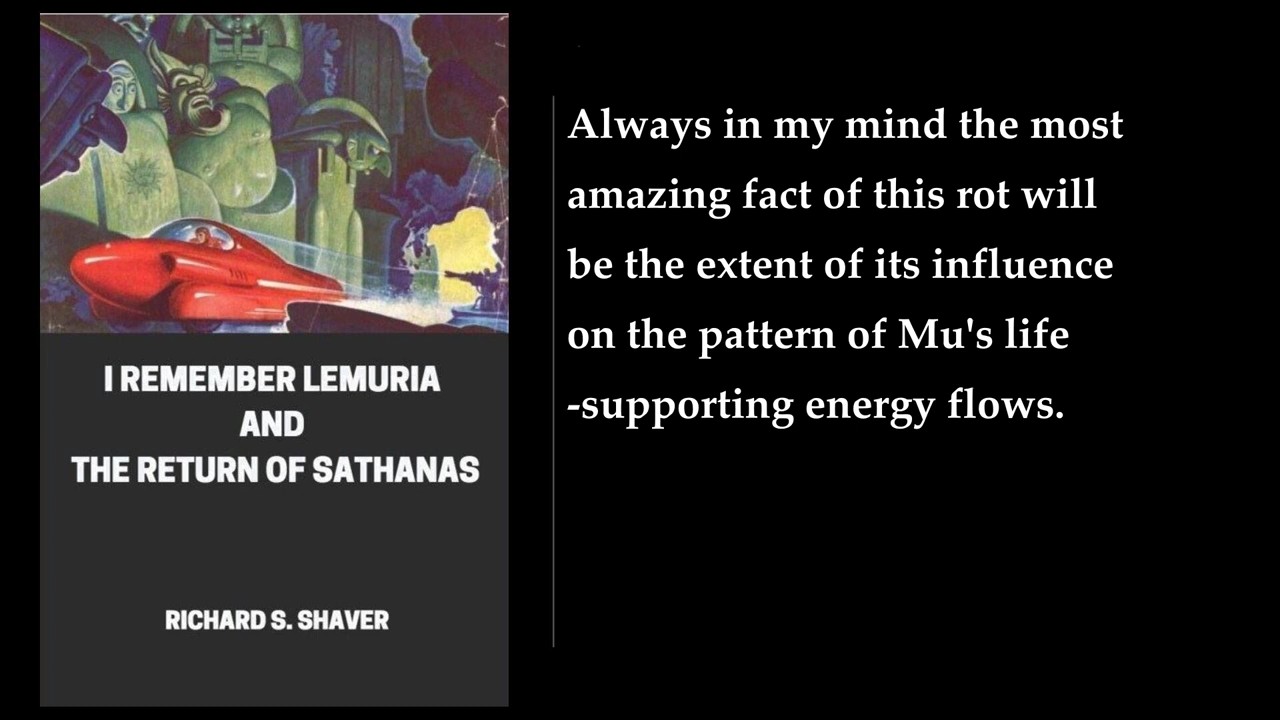 I REMEMBER LEMURIA
AND
THE RETURN OF SATHANAS
RICHARD S. SHAVER
Always in my mind the most
amazing fact of this rot will
be the extent of its influence
on the pattern of Mu's life
-supporting energy flows.